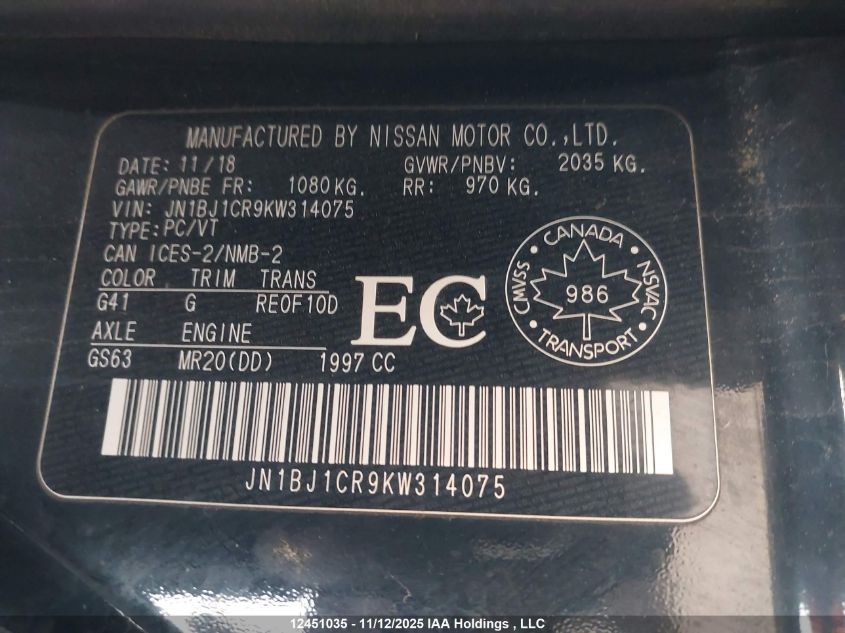 MANUFACTURED BY NISSAN MOTOR CO.,LTD.
DATE: 11/18 GVWR/PNBV: 2035 KG.
GAWR/PNBE FR: 1080 KG. RR: 970 KG.
VIN: JN1BJ1CR9KW314075
TYPE:PC/VT
CAN ICES-2/NMB-2
COLOR TRIM TRANS
G41 G RE0F10D
AXLE ENGINE
GS63 MR20(DD) 1997 CC
EC
CANADA
CMVSS 986 NSVAC
TRANSPORT
JN1BJ1CR9KW314075
12451035 - 11/12/2025 IAA Holdings , LLC